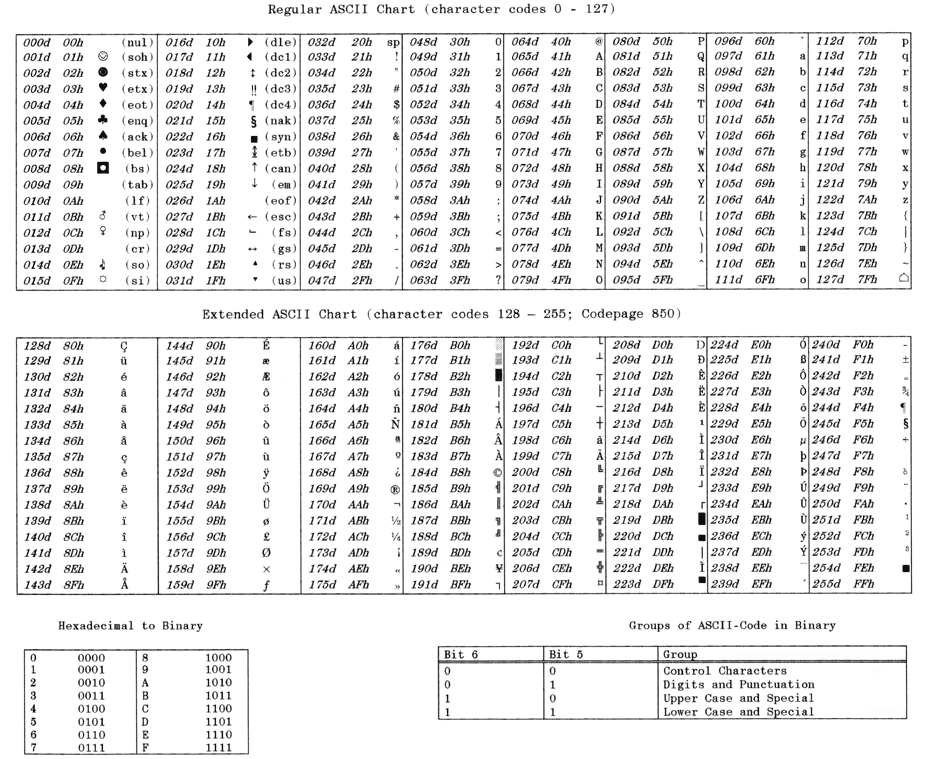 Regular ASCII Chart (character codes 0 - 127)
000d 00h (nul) 016d 10h ► (dle) 032d 20h sp 048d 30h 0 064d 40h @ 080d 50h P 096d 60h ` 112d 70h p
001d 01h ☺ (soh) 017d 11h ◄ (dc1) 033d 21h ! 049d 31h 1 065d 41h A 081d 51h Q 097d 61h a 113d 71h q
002d 02h ☻ (stx) 018d 12h ↕ (dc2) 034d 22h " 050d 32h 2 066d 42h B 082d 52h R 098d 62h b 114d 72h r
003d 03h ♥ (etx) 019d 13h ‼ (dc3) 035d 23h # 051d 33h 3 067d 43h C 083d 53h S 099d 63h c 115d 73h s
004d 04h ♦ (eot) 020d 14h ¶ (dc4) 036d 24h $ 052d 34h 4 068d 44h D 084d 54h T 100d 64h d 116d 74h t
005d 05h ♣ (enq) 021d 15h § (nak) 037d 25h % 053d 35h 5 069d 45h E 085d 55h U 101d 65h e 117d 75h u
006d 06h ♠ (ack) 022d 16h ■ (syn) 038d 26h & 054d 36h 6 070d 46h F 086d 56h V 102d 66h f 118d 76h v
007d 07h • (bel) 023d 17h ↨ (etb) 039d 27h ' 055d 37h 7 071d 47h G 087d 57h W 103d 67h g 119d 77h w
008d 08h ◘ (bs) 024d 18h ↑ (can) 040d 28h ( 056d 38h 8 072d 48h H 088d 58h X 104d 68h h 120d 78h x
009d 09h (tab) 025d 19h ↓ (em) 041d 29h ) 057d 39h 9 073d 49h I 089d 59h Y 105d 69h i 121d 79h y
010d 0Ah (lf) 026d 1Ah (eof) 042d 2Ah * 058d 3Ah : 074d 4Ah J 090d 5Ah Z 106d 6Ah j 122d 7Ah z
011d 0Bh ♂ (vt) 027d 1Bh ← (esc) 043d 2Bh + 059d 3Bh ; 075d 4Bh K 091d 5Bh [ 107d 6Bh k 123d 7Bh {
012d 0Ch ♀ (np) 028d 1Ch ∟ (fs) 044d 2Ch , 060d 3Ch < 076d 4Ch L 092d 5Ch \ 108d 6Ch l 124d 7Ch |
013d 0Dh (cr) 029d 1Dh ↔ (gs) 045d 2Dh - 061d 3Dh = 077d 4Dh M 093d 5Dh ] 109d 6Dh m 125d 7Dh }
014d 0Eh ♪ (so) 030d 1Eh ▲ (rs) 046d 2Eh . 062d 3Eh > 078d 4Eh N 094d 5Eh ^ 110d 6Eh n 126d 7Eh ~
015d 0Fh ☼ (si) 031d 1Fh ▼ (us) 047d 2Fh / 063d 3Fh ? 079d 4Fh O 095d 5Fh _ 111d 6Fh o 127d 7Fh ⌂
Extended ASCII Chart (character codes 128 – 255; Codepage 850)
128d 80h Ç 144d 90h É 160d A0h á 176d B0h ░ 192d C0h └ 208d D0h 224d E0h Ó 240d F0h -
129d 81h ü 145d 91h æ 161d A1h í 177d B1h ▒ 193d C1h ┴ 209d D1h Ð 225d E1h ß 241d F1h ±
130d 82h é 146d 92h Æ 162d A2h ó 178d B2h ▓ 194d C2h ┬ 210d D2h Ê 226d E2h Ô 242d F2h ‗
131d 83h â 147d 93h ô 163d A3h ú 179d B3h │ 195d C3h ├ 211d D3h Ë 227d E3h Ò 243d F3h ¾
132d 84h ä 148d 94h ö 164d A4h ñ 180d B4h ┤ 196d C4h ─ 212d D4h È 228d E4h õ 244d F4h ¶
133d 85h à 149d 95h ò 165d A5h Ñ 181d B5h Á 197d C5h ┼ 213d D5h ı 229d E5h Õ 245d F5h §
134d 86h å 150d 96h û 166d A6h ª 182d B6h Â 198d C6h ã 214d D6h Í 230d E6h µ 246d F6h ÷
135d 87h ç 151d 97h ù 167d A7h º 183d B7h À 199d C7h Ã 215d D7h Î 231d E7h þ 247d F7h
136d 88h ê 152d 98h ÿ 168d A8h ¿ 184d B8h © 200d C8h ╚ 216d D8h Ï 232d E8h Þ 248d F8h °
137d 89h ë 153d 99h Ö 169d A9h ® 185d B9h ╣ 201d C9h ╔ 217d D9h ┘ 233d E9h Ú 249d F9h ¨
138d 8Ah è 154d 9Ah Ü 170d AAh ¬ 186d BAh ║ 202d CAh ╩ 218d DAh ┌ 234d EAh Û 250d FAh ·
139d 8Bh ï 155d 9Bh ø 171d ABh ½ 187d BBh ╗ 203d CBh ╦ 219d DBh █ 235d EBh Ù 251d FBh ¹
140d 8Ch î 156d 9Ch £ 172d ACh ¼ 188d BCh ╝ 204d CCh ╠ 220d DCh ▄ 236d ECh ý 252d FCh ²
141d 8Dh ì 157d 9Dh Ø 173d ADh ¡ 189d BDh ¢ 205d CDh ═ 221d DDh ¦ 237d EDh Ý 253d FDh ³
142d 8Eh Ä 158d 9Eh × 174d AEh « 190d BEh ¥ 206d CEh ╬ 222d DEh Ì 238d EEh ¯ 254d FEh ■
143d 8Fh Å 159d 9Fh ƒ 175d AFh » 191d BFh ┐ 207d CFh ¤ 223d DFh ▀ 239d EFh ´ 255d FFh
Hexadecimal to Binary
0 0000 8 1000
1 0001 9 1001
2 0010 A 1010
3 0011 B 1011
4 0100 C 1100
5 0101 D 1101
6 0110 E 1110
7 0111 F 1111
Groups of ASCII-Code in Binary
Bit 6 Bit 5 Group
0 0 Control Characters
0 1 Digits and Punctuation
1 0 Upper Case and Special
1 1 Lower Case and Special